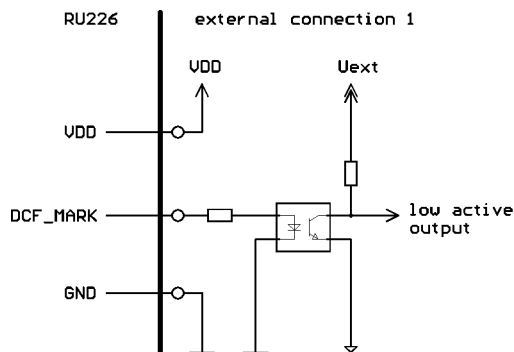 RU226 external connection 1
VDD Uext
VDD
DCF_MARK
low active
output
GND